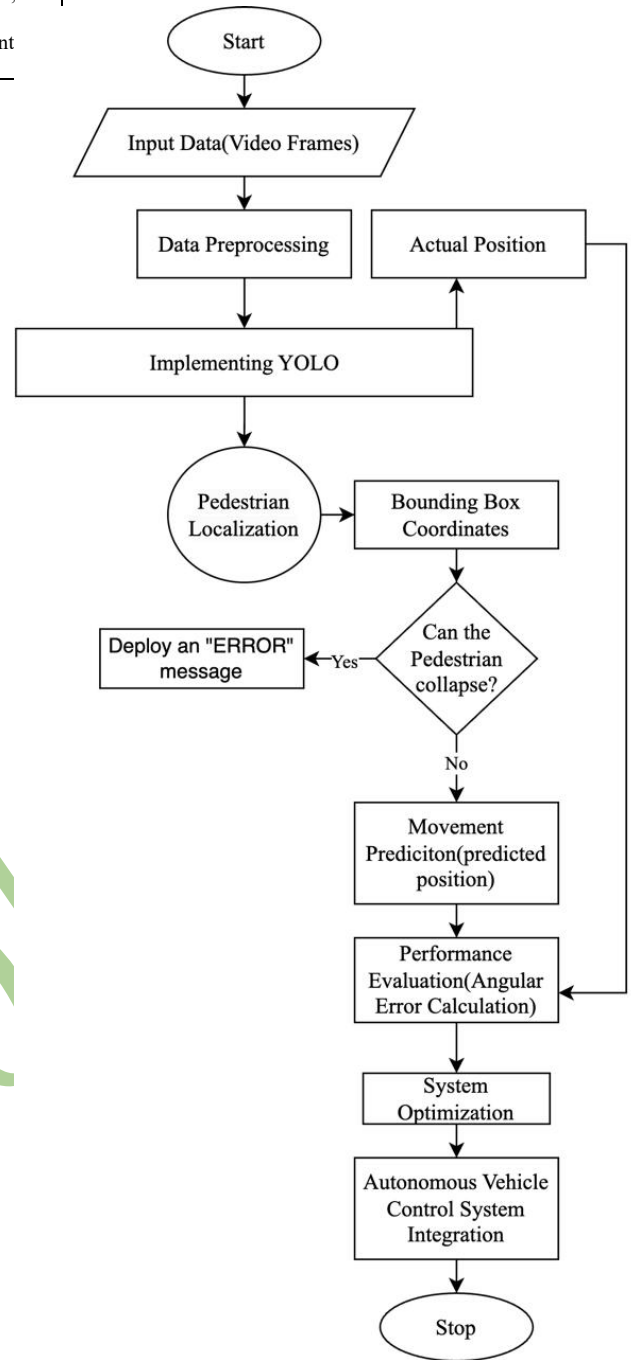 nt
Start
Input Data(Video Frames)
Data Preprocessing
Actual Position
Implementing YOLO
Pedestrian
Localization
Bounding Box
Coordinates
Can the
Pedestrian
collapse?
Yes
Deploy an "ERROR"
message
No
Movement
Prediciton(predicted
position)
Performance
Evaluation(Angular
Error Calculation)
System
Optimization
Autonomous Vehicle
Control System
Integration
Stop